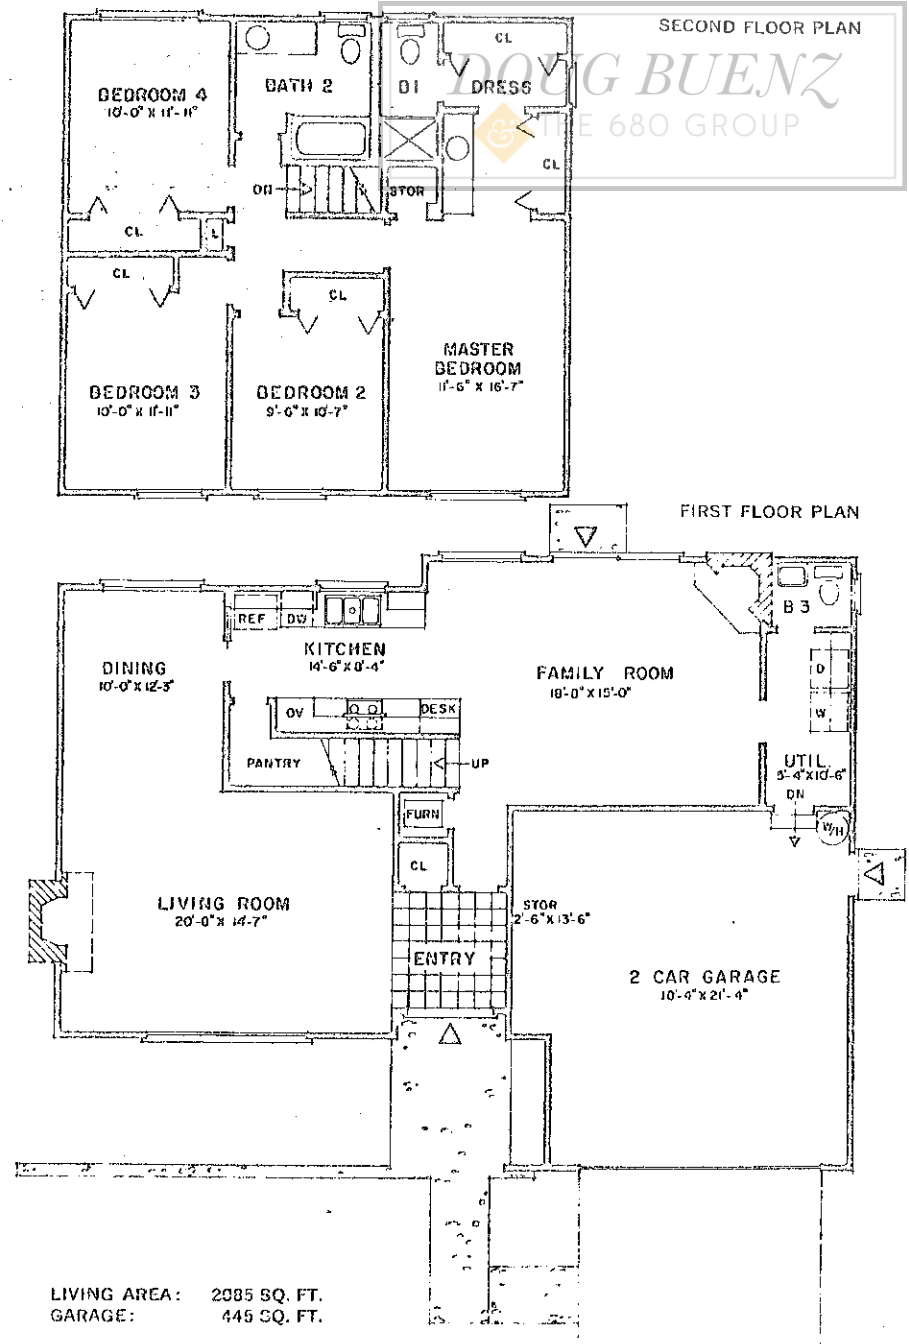 SECOND FLOOR PLAN
DOUG BUENZ
& THE 680 GROUP
CL
BEDROOM 4
10'-0" X 11'-11"
BATH 2
B1
DRESS
CL
DN
STOR
CL
L
CL
CL
MASTER
BEDROOM
11'-6" X 16'-7"
BEDROOM 3
10'-0" X 11'-11"
BEDROOM 2
9'-6" X 10'-7"
FIRST FLOOR PLAN
REF
DW
B 3
KITCHEN
14'-6" X 8'-4"
DINING
10'-0" X 12'-3"
FAMILY ROOM
18'-0" X 15'-0"
D
OV
DESK
W
PANTRY
UP
UTIL.
5'-4" X 10'-6"
DN
FURN
W/H
CL
LIVING ROOM
20'-0" X 14'-7"
STOR
2'-6" X 13'-6"
ENTRY
2 CAR GARAGE
X 21'-4"
LIVING AREA: 2085 SQ. FT.
GARAGE: 445 SQ. FT.